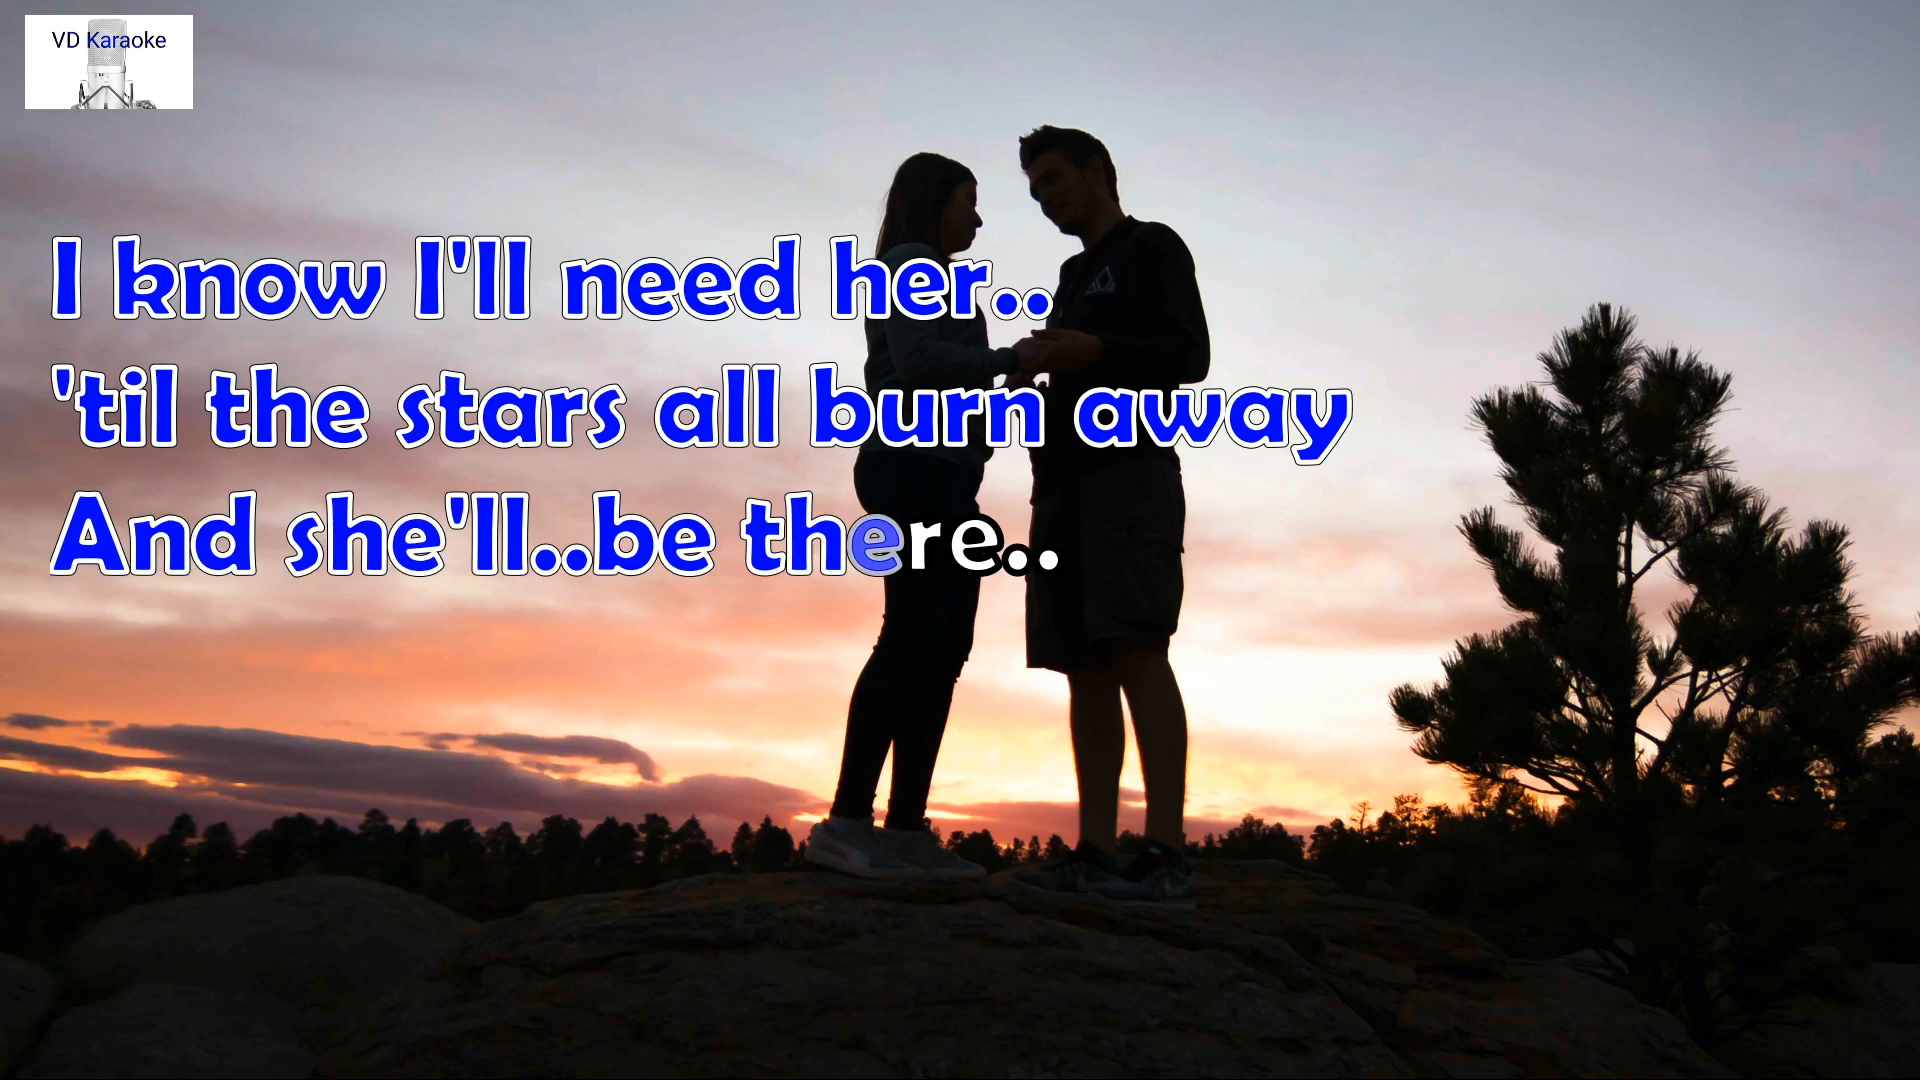 VD Karaoke
I know I'll need her..
'til the stars all burn away
And she'll..be there..